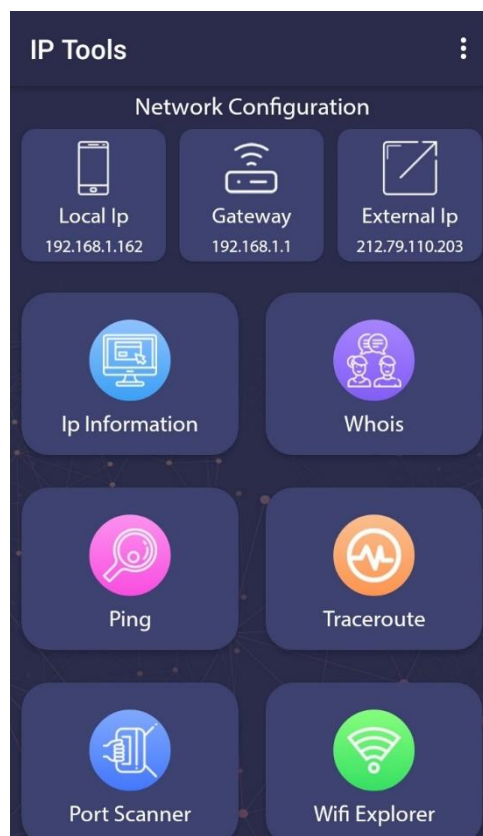 IP Tools
Network Configuration
Local Ip
192.168.1.162
Gateway
192.168.1.1
External Ip
212.79.110.203
Ip Information
Whois
Ping
Traceroute
Port Scanner
Wifi Explorer